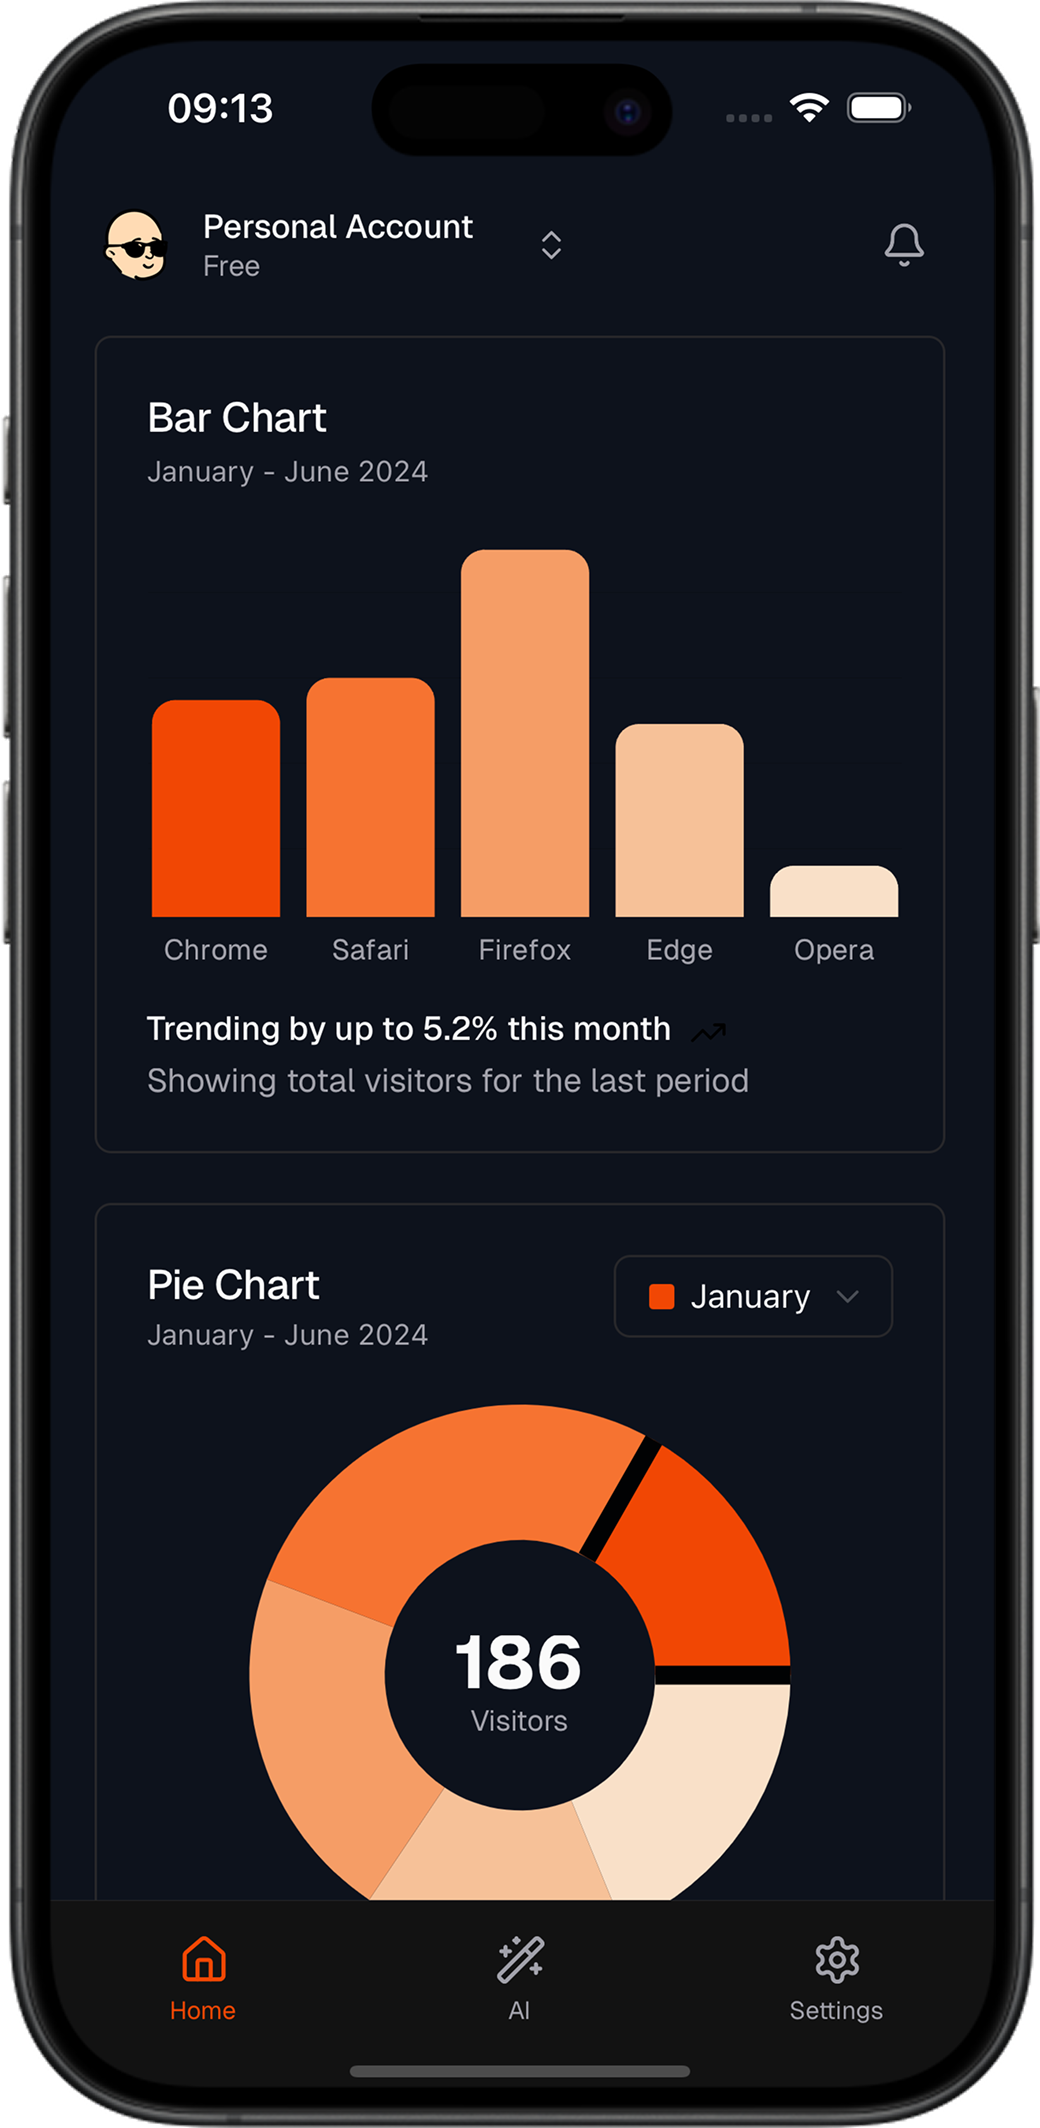 09:13
Personal Account
Free
Bar Chart
January - June 2024
Chrome Safari Firefox Edge Opera
Trending by up to 5.2% this month
Showing total visitors for the last period
Pie Chart
January
January - June 2024
186
Visitors
Home AI Settings